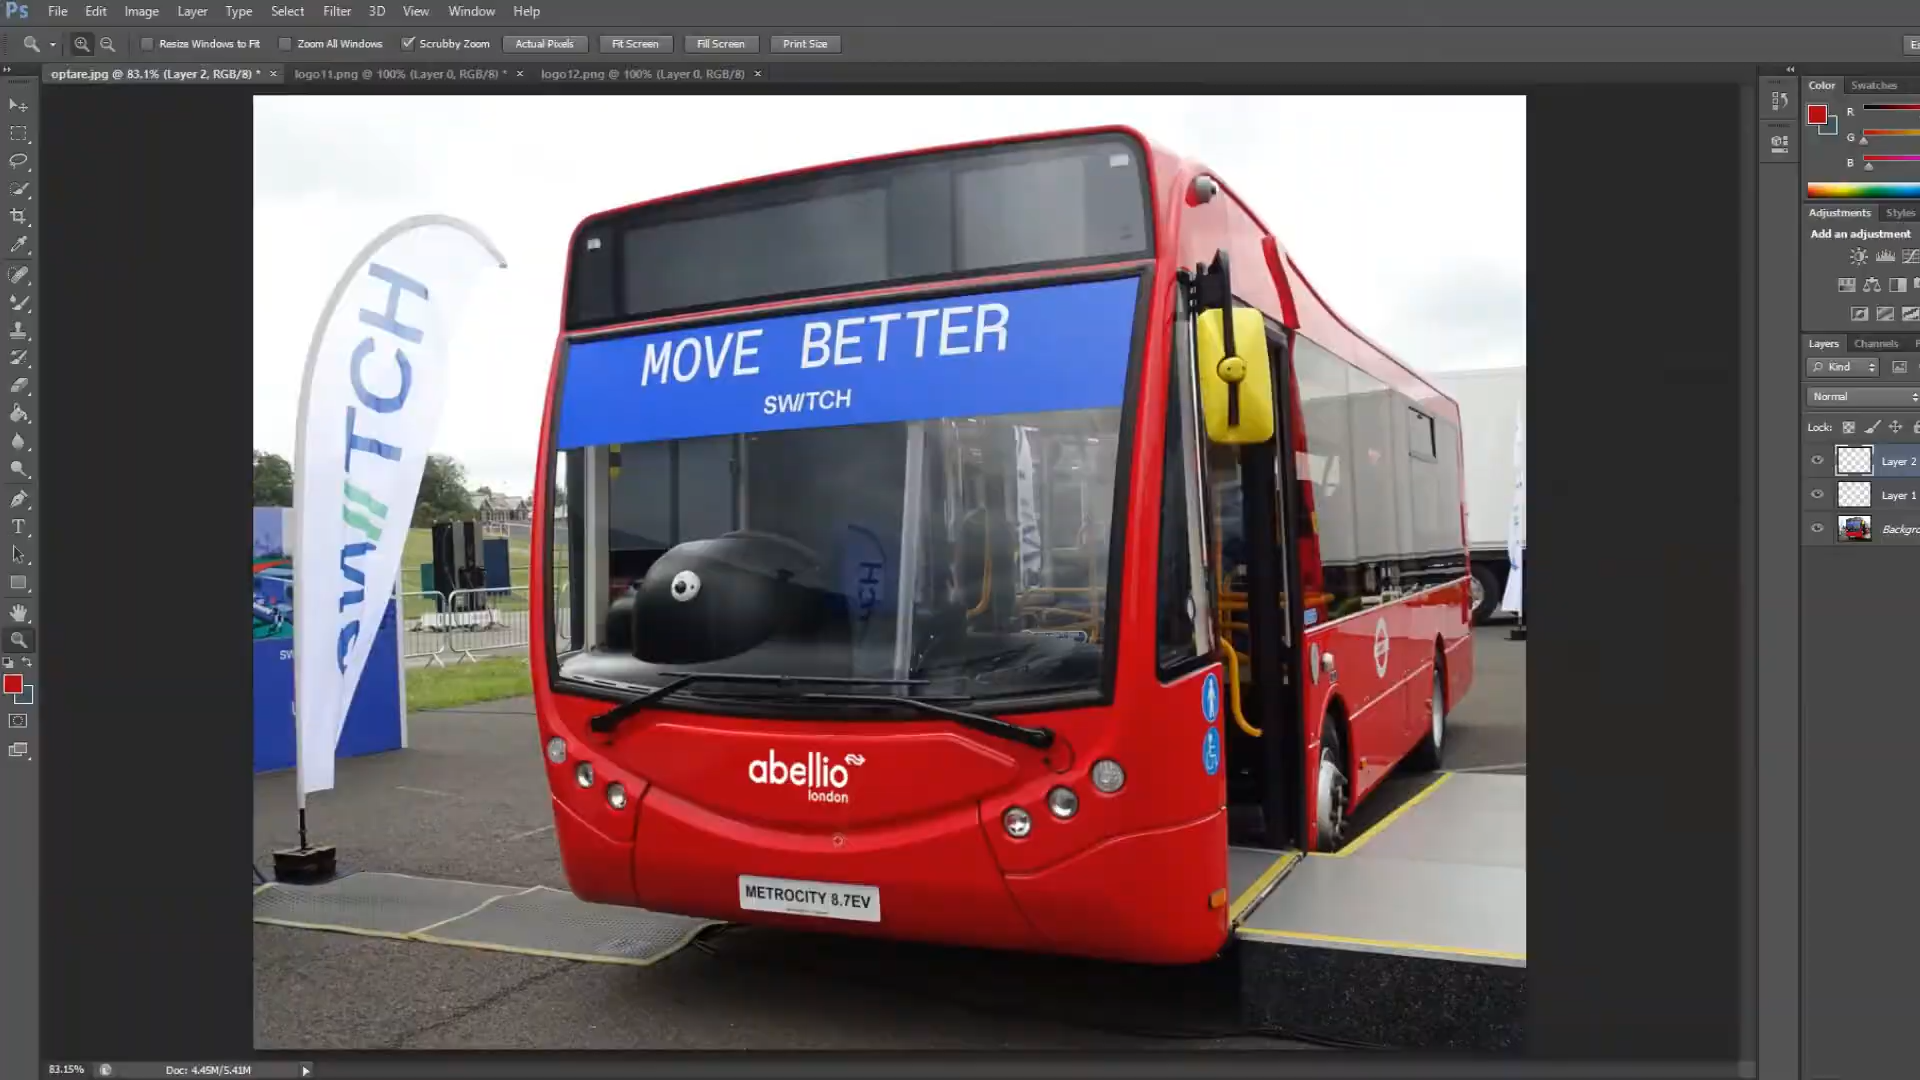 Ps File Edit Image Layer Type Select Filter 3D View Window Help
Resize Windows to Fit Zoom All Windows Scrubby Zoom Actual Pixels Fit Screen Fill Screen Print Size
optare.jpg @ 83.1% (Layer 2, RGB/8) * × logo11.png @ 100% (Layer 0, RGB/8) * × logo12.png @ 100% (Layer 0, RGB/8) ×
Color Swatches
R
G
B
Adjustments Styles
Add an adjustment
Layers Channels
Kind
Normal
Lock:
Layer 2
Layer 1
Backgro
SWITCH
MOVE BETTER
SWITCH
abellio
london
METROCITY 8.7EV
83.15% Doc: 4.45M/5.41M